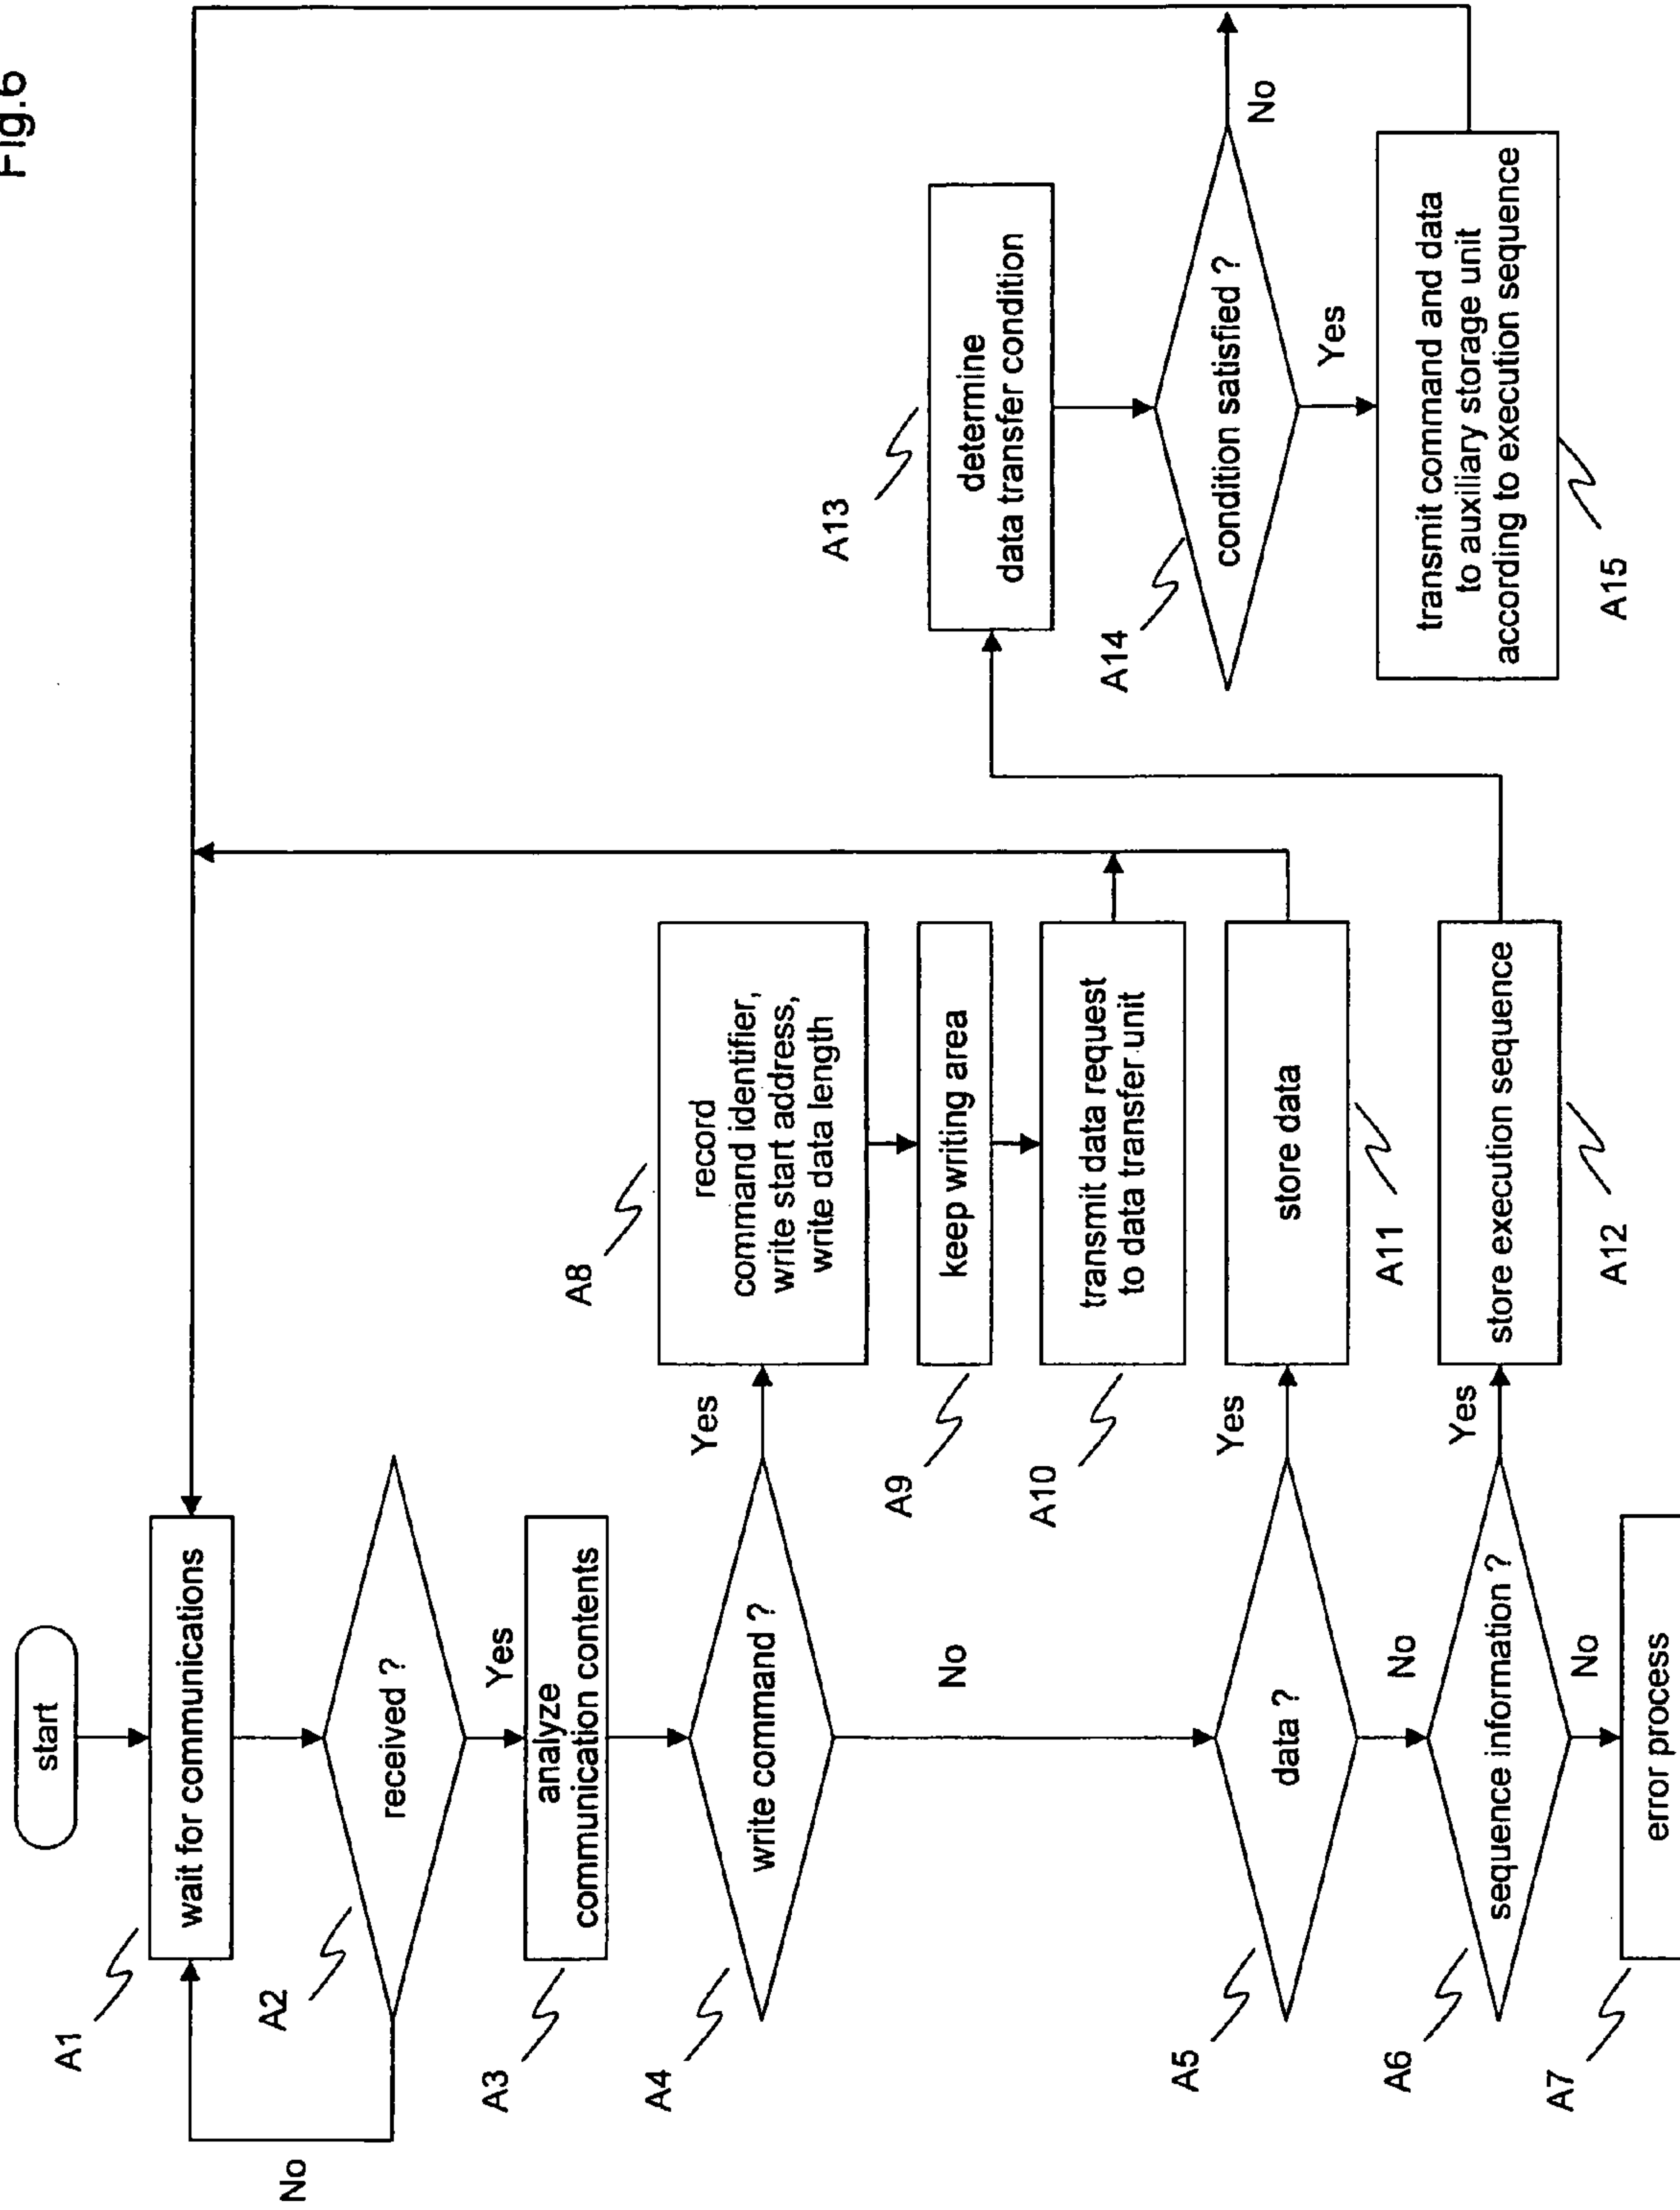 Fig.6
start
A1
wait for communications
A2
received ?
No
Yes
A3
analyze
communication contents
A4
write command ?
Yes
No
A8
record
command identifier,
write start address,
write data length
A9
keep writing area
A10
transmit data request
to data transfer unit
A5
data ?
Yes
No
store data
A11
A6
sequence information ?
Yes
No
store execution sequence
A12
A7
error process
A13
determine
data transfer condition
A14
condition satisfied ?
No
Yes
transmit command and data
to auxiliary storage unit
according to execution sequence
A15